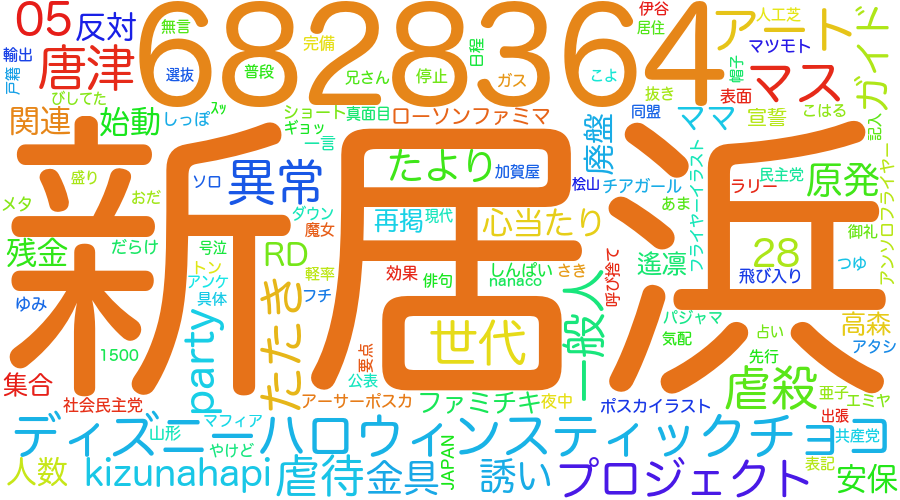 05
反対
無言
68283
64
伊谷
居住
アート
人工芝
ガイド
輸出
戸籍
唐津
選抜
普段
完備
兄さん
停止
日程
ガス
こよ
抜き
帽子
マツモト
マス
表面
びしてた
関連
始動
しっぽ
ｽｯ
ショート
ギョッ
真面目
一言
ローソンファミマ
廃盤
同盟
ママ
宣誓
こはる
記入
新居浜
盛り
ソロ
異常
たより
加賀屋
桧山
チアガール
フライヤーイラスト
民主党
ラリー
原発
アンソロフライヤー
メタ
おだ
ダウン
魔女
再掲
現代
心当たり
あま
御礼
残金
だらけ
号泣
RD
軽率
効果
俳句
しんぱい
nanaco
さき
一般人
呼び捨て
遙凛
28
飛び入り
つゆ
トン
アンケ
具体
ゆみ
party
たたき
フチ
世代
パジャマ
気配
占い
高森
アタシ
1500
要点
公表
先行
集合
社会民主党
アーサーポスカ
ファミチキ
夜中
ポスカイラスト
虐殺
亜子
エミヤ
出張
マフィア
山形
やけど
ディズニーハロウィンスティックチョコ
共産党
表記
人数
kizunahapi
虐待
金具
JAPAN
誘い
プロジェクト
安保